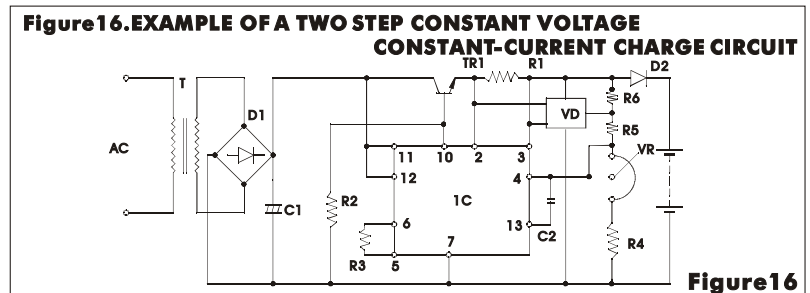 Figure16.EXAMPLE OF A TWO STEP CONSTANT VOLTAGE
CONSTANT-CURRENT CHARGE CIRCUIT
TR1 R1 D2
T
D1
R6
VD
R5
AC
VR
11 10 2 3
12 4
R2
1C
C1
6 13
C2
7
R4
R3 5
Figure16